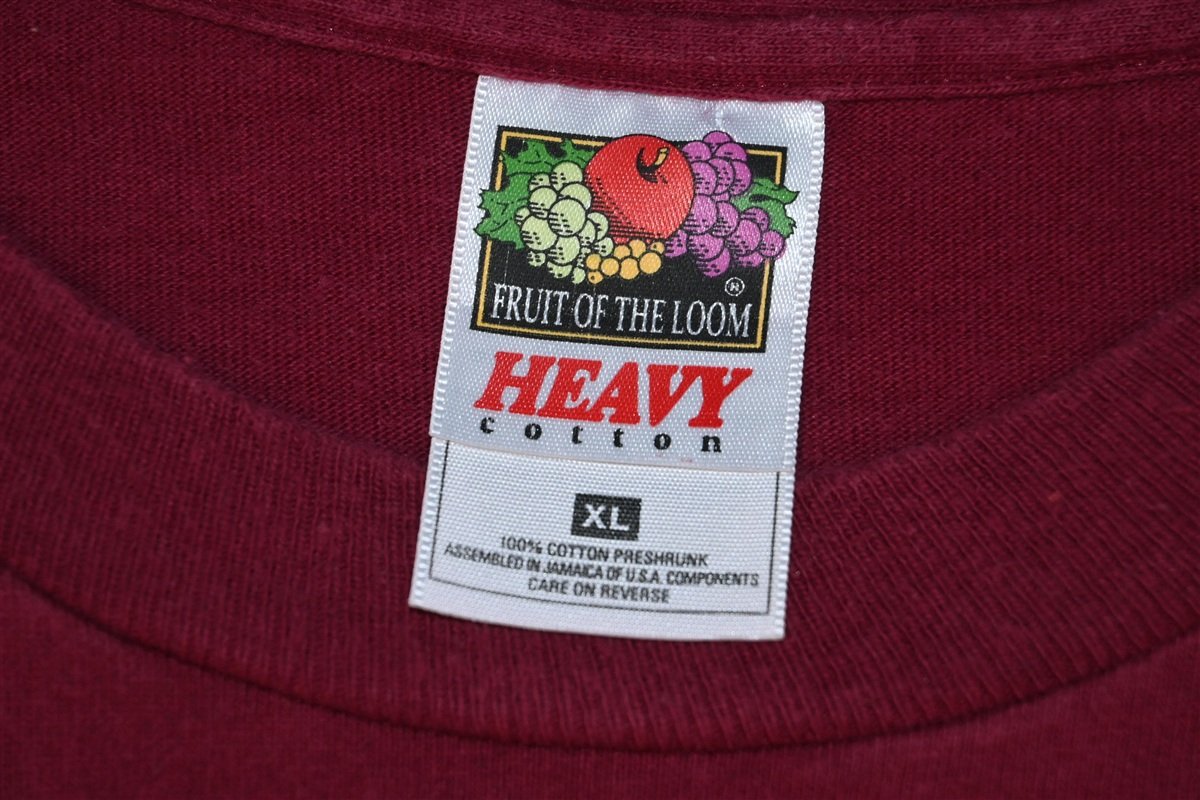 ®
FRUIT OF THE LOOM
HEAVY
cotton
XL
100% COTTON PRESHRUNK
ASSEMBLED IN JAMAICA OF U.S.A. COMPONENTS
CARE ON REVERSE